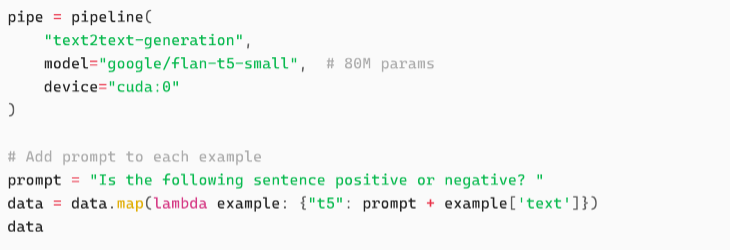 pipe = pipeline(
    "text2text-generation",
    model="google/flan-t5-small",  # 80M params
    device="cuda:0"
)

# Add prompt to each example
prompt = "Is the following sentence positive or negative? "
data = data.map(lambda example: {"t5": prompt + example['text']})
data